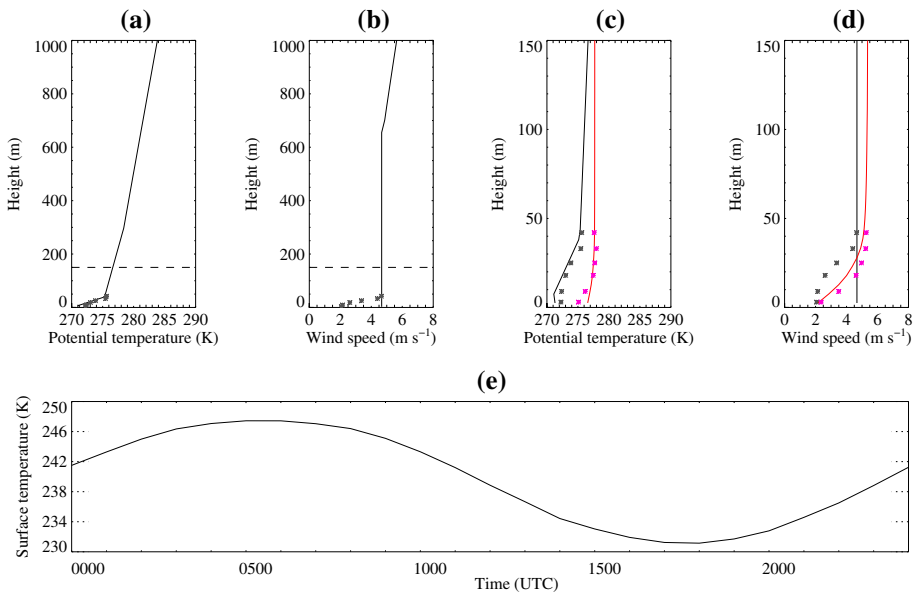 (a) (b) (c) (d)
1000 1000 150 150
800 800
100 100
600 600
400 400
50 50
200 200
0 0 0 0
270 275 280 285 290 0 2 4 6 8 270 275 280 285 290 0 2 4 6 8
Height (m) Height (m) Height (m) Height (m)
Potential temperature (K) Wind speed (m s⁻¹) Potential temperature (K) Wind speed (m s⁻¹)
(e)
Surface temperature (K)
250
246
242
238
234
230
0000 0500 1000 1500 2000
Time (UTC)